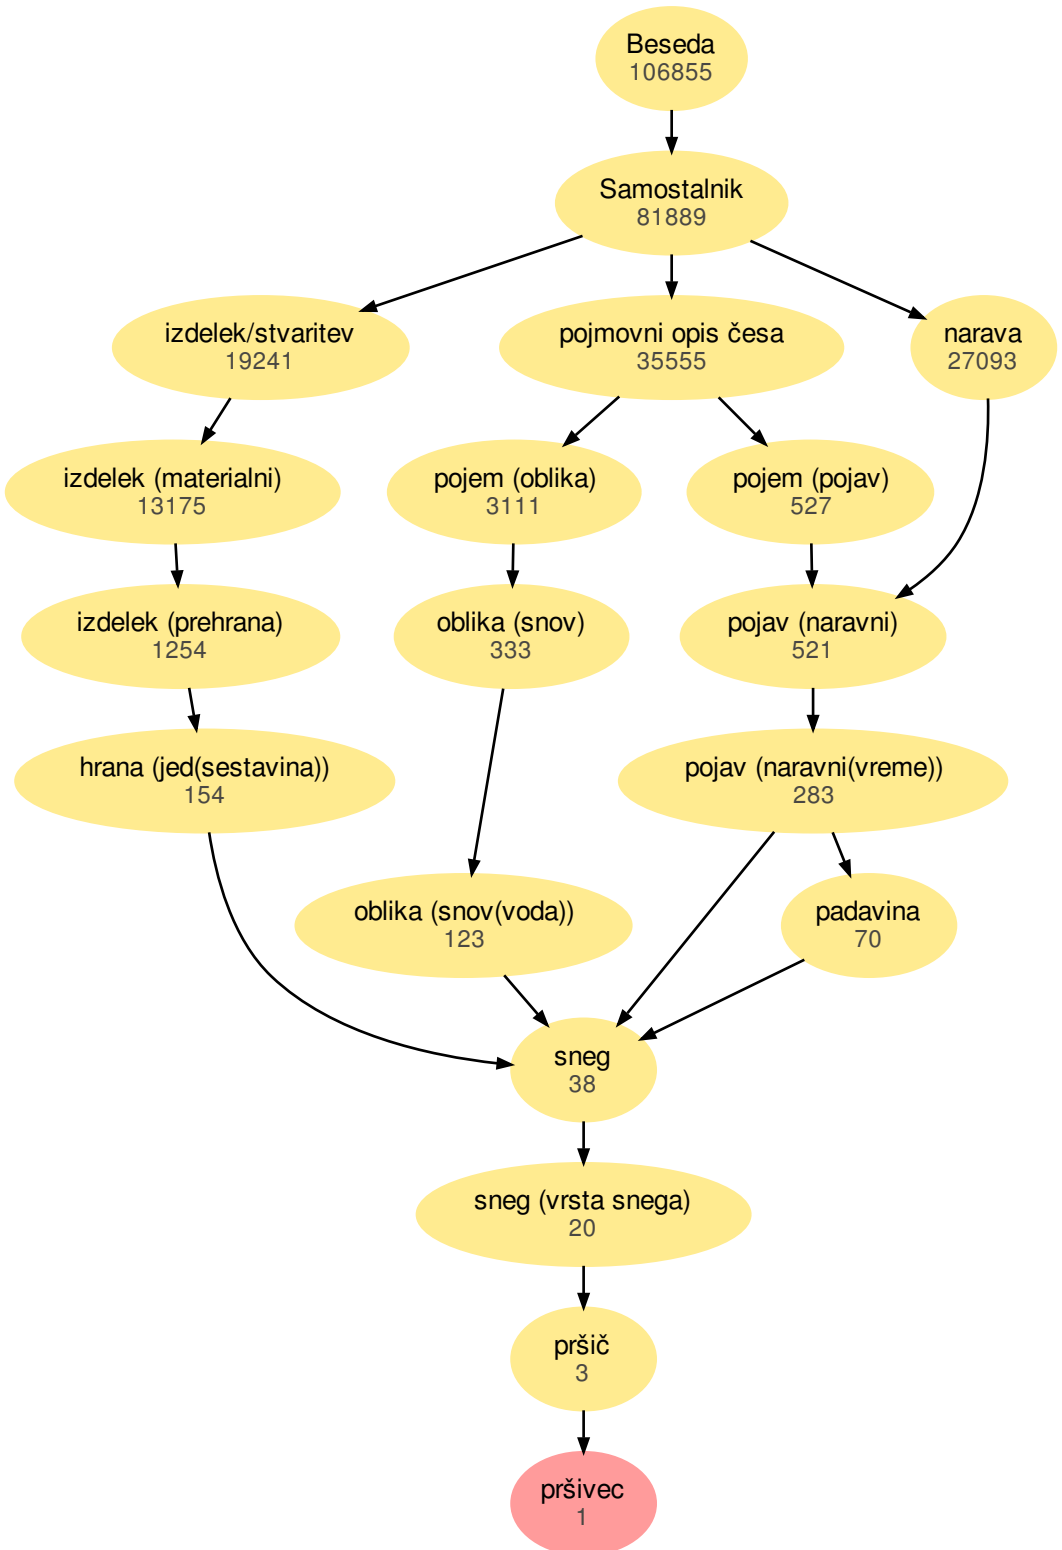 Beseda
106855
Samostalnik
81889
izdelek/stvaritev
19241
pojmovni opis česa
35555
narava
27093
izdelek (materialni)
13175
pojem (oblika)
3111
pojem (pojav)
527
izdelek (prehrana)
1254
oblika (snov)
333
pojav (naravni)
521
hrana (jed(sestavina))
154
pojav (naravni(vreme))
283
oblika (snov(voda))
123
padavina
70
sneg
38
sneg (vrsta snega)
20
pršič
3
pršivec
1